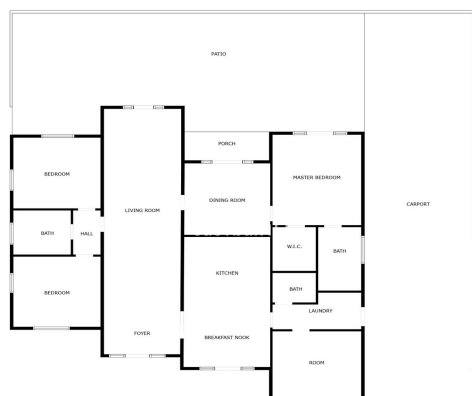 PATIO
PORCH
BEDROOM
MASTER BEDROOM
DINING ROOM
CARPORT
LIVING ROOM
BATH
HALL
W.I.C.
BATH
KITCHEN
BATH
BEDROOM
LAUNDRY
FOYER
BREAKFAST NOOK
ROOM